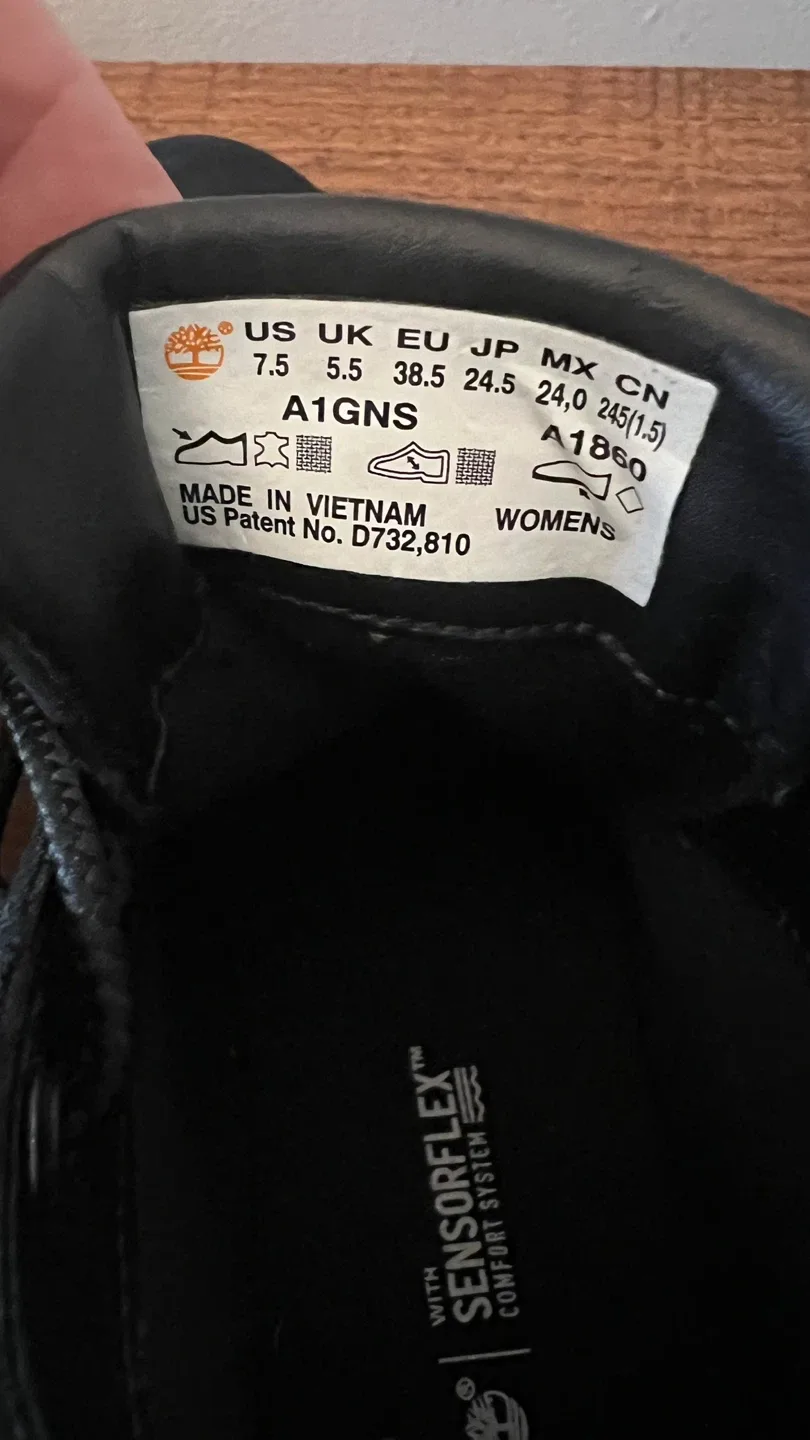 ® US UK EU JP MX CN
7.5 5.5 38.5 24.5 24,0 245(1.5)
A1GNS A1860
MADE IN VIETNAM WOMENS
US Patent No. D732,810
WITH
SENSORFLEX™
COMFORT SYSTEM
®